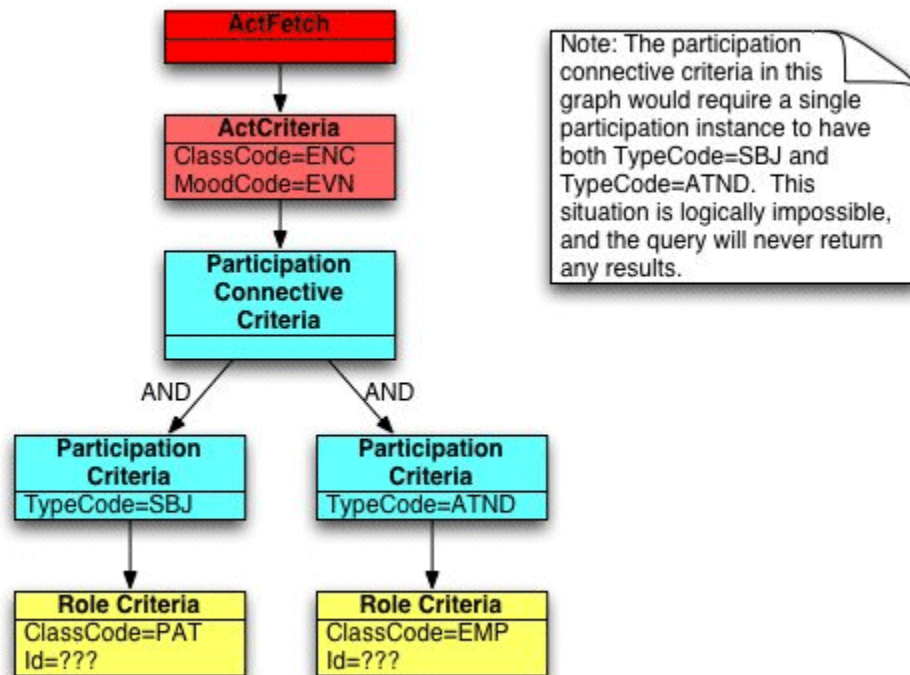 ActFetch
ActCriteria
ClassCode=ENC
MoodCode=EVN
Participation
Connective
Criteria
AND
AND
Participation
Criteria
TypeCode=SBJ
Participation
Criteria
TypeCode=ATND
Role Criteria
ClassCode=PAT
Id=???
Role Criteria
ClassCode=EMP
Id=???
Note: The participation
connective criteria in this
graph would require a single
participation instance to have
both TypeCode=SBJ and
TypeCode=ATND.  This
situation is logically impossible,
and the query will never return
any results.